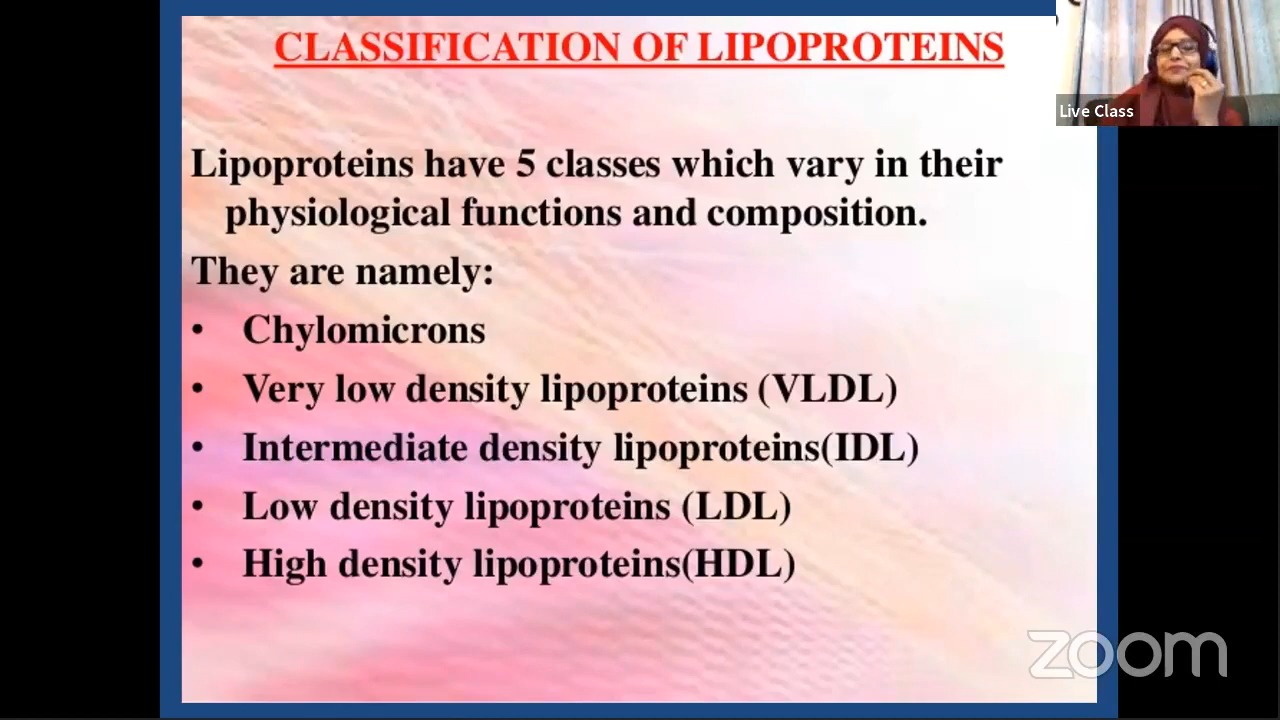 CLASSIFICATION OF LIPOPROTEINS
Live Class
Lipoproteins have 5 classes which vary in their
physiological functions and composition.
They are namely:
• Chylomicrons
• Very low density lipoproteins (VLDL)
• Intermediate density lipoproteins(IDL)
• Low density lipoproteins (LDL)
• High density lipoproteins(HDL)
zoom